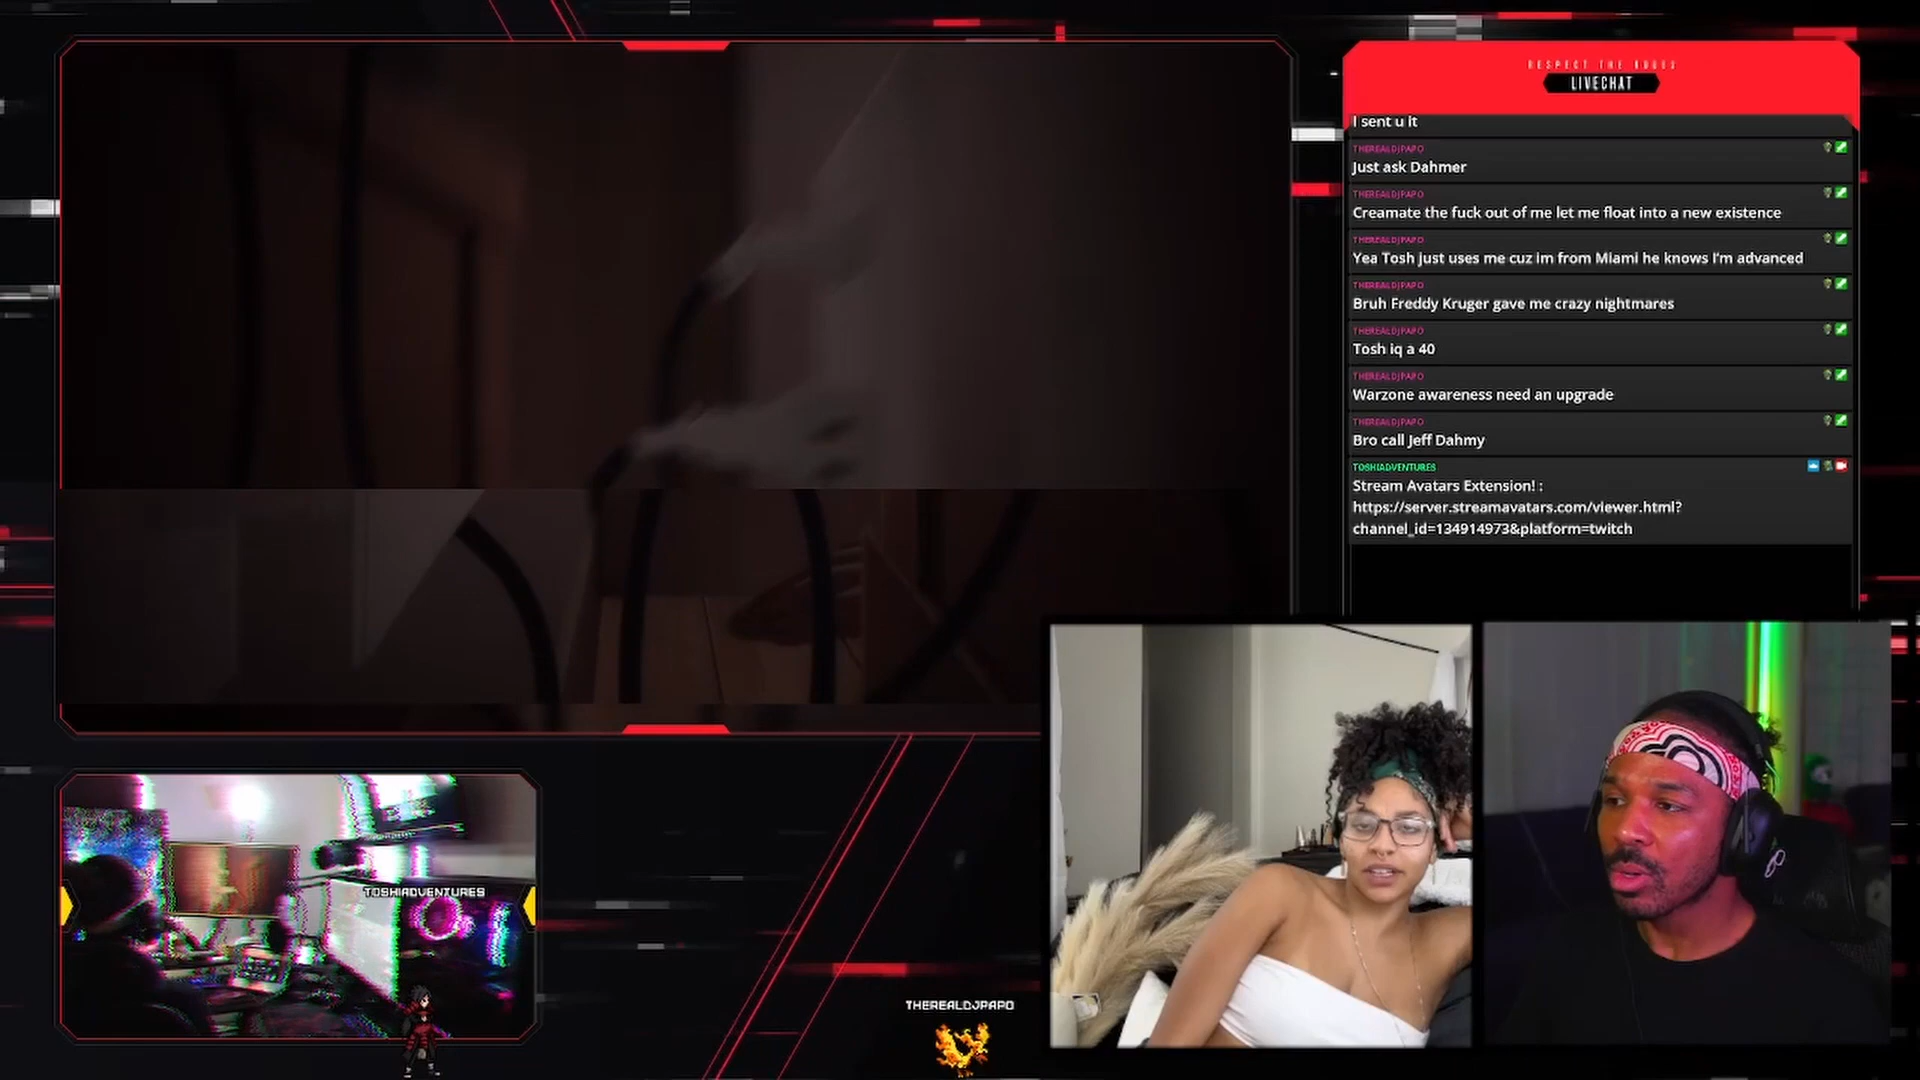 RESPECT THE
LIVECHAT
I sent u it
THEREALDJPAPO
Just ask Dahmer
THEREALDJPAPO
Creamate the fuck out of me let me float into a new existence
THEREALDJPAPO
Yea Tosh just uses me cuz im from Miami he knows I'm advanced
THEREALDJPAPO
Bruh Freddy Kruger gave me crazy nightmares
THEREALDJPAPO
Tosh iq a 40
THEREALDJPAPO
Warzone awareness need an upgrade
THEREALDJPAPO
Bro call Jeff Dahmy
TOSHIADVENTURES
Stream Avatars Extension! :
https://server.streamavatars.com/viewer.html?
channel_id=134914973&platform=twitch
TOSHIADVENTURES
THEREALDJPAPO